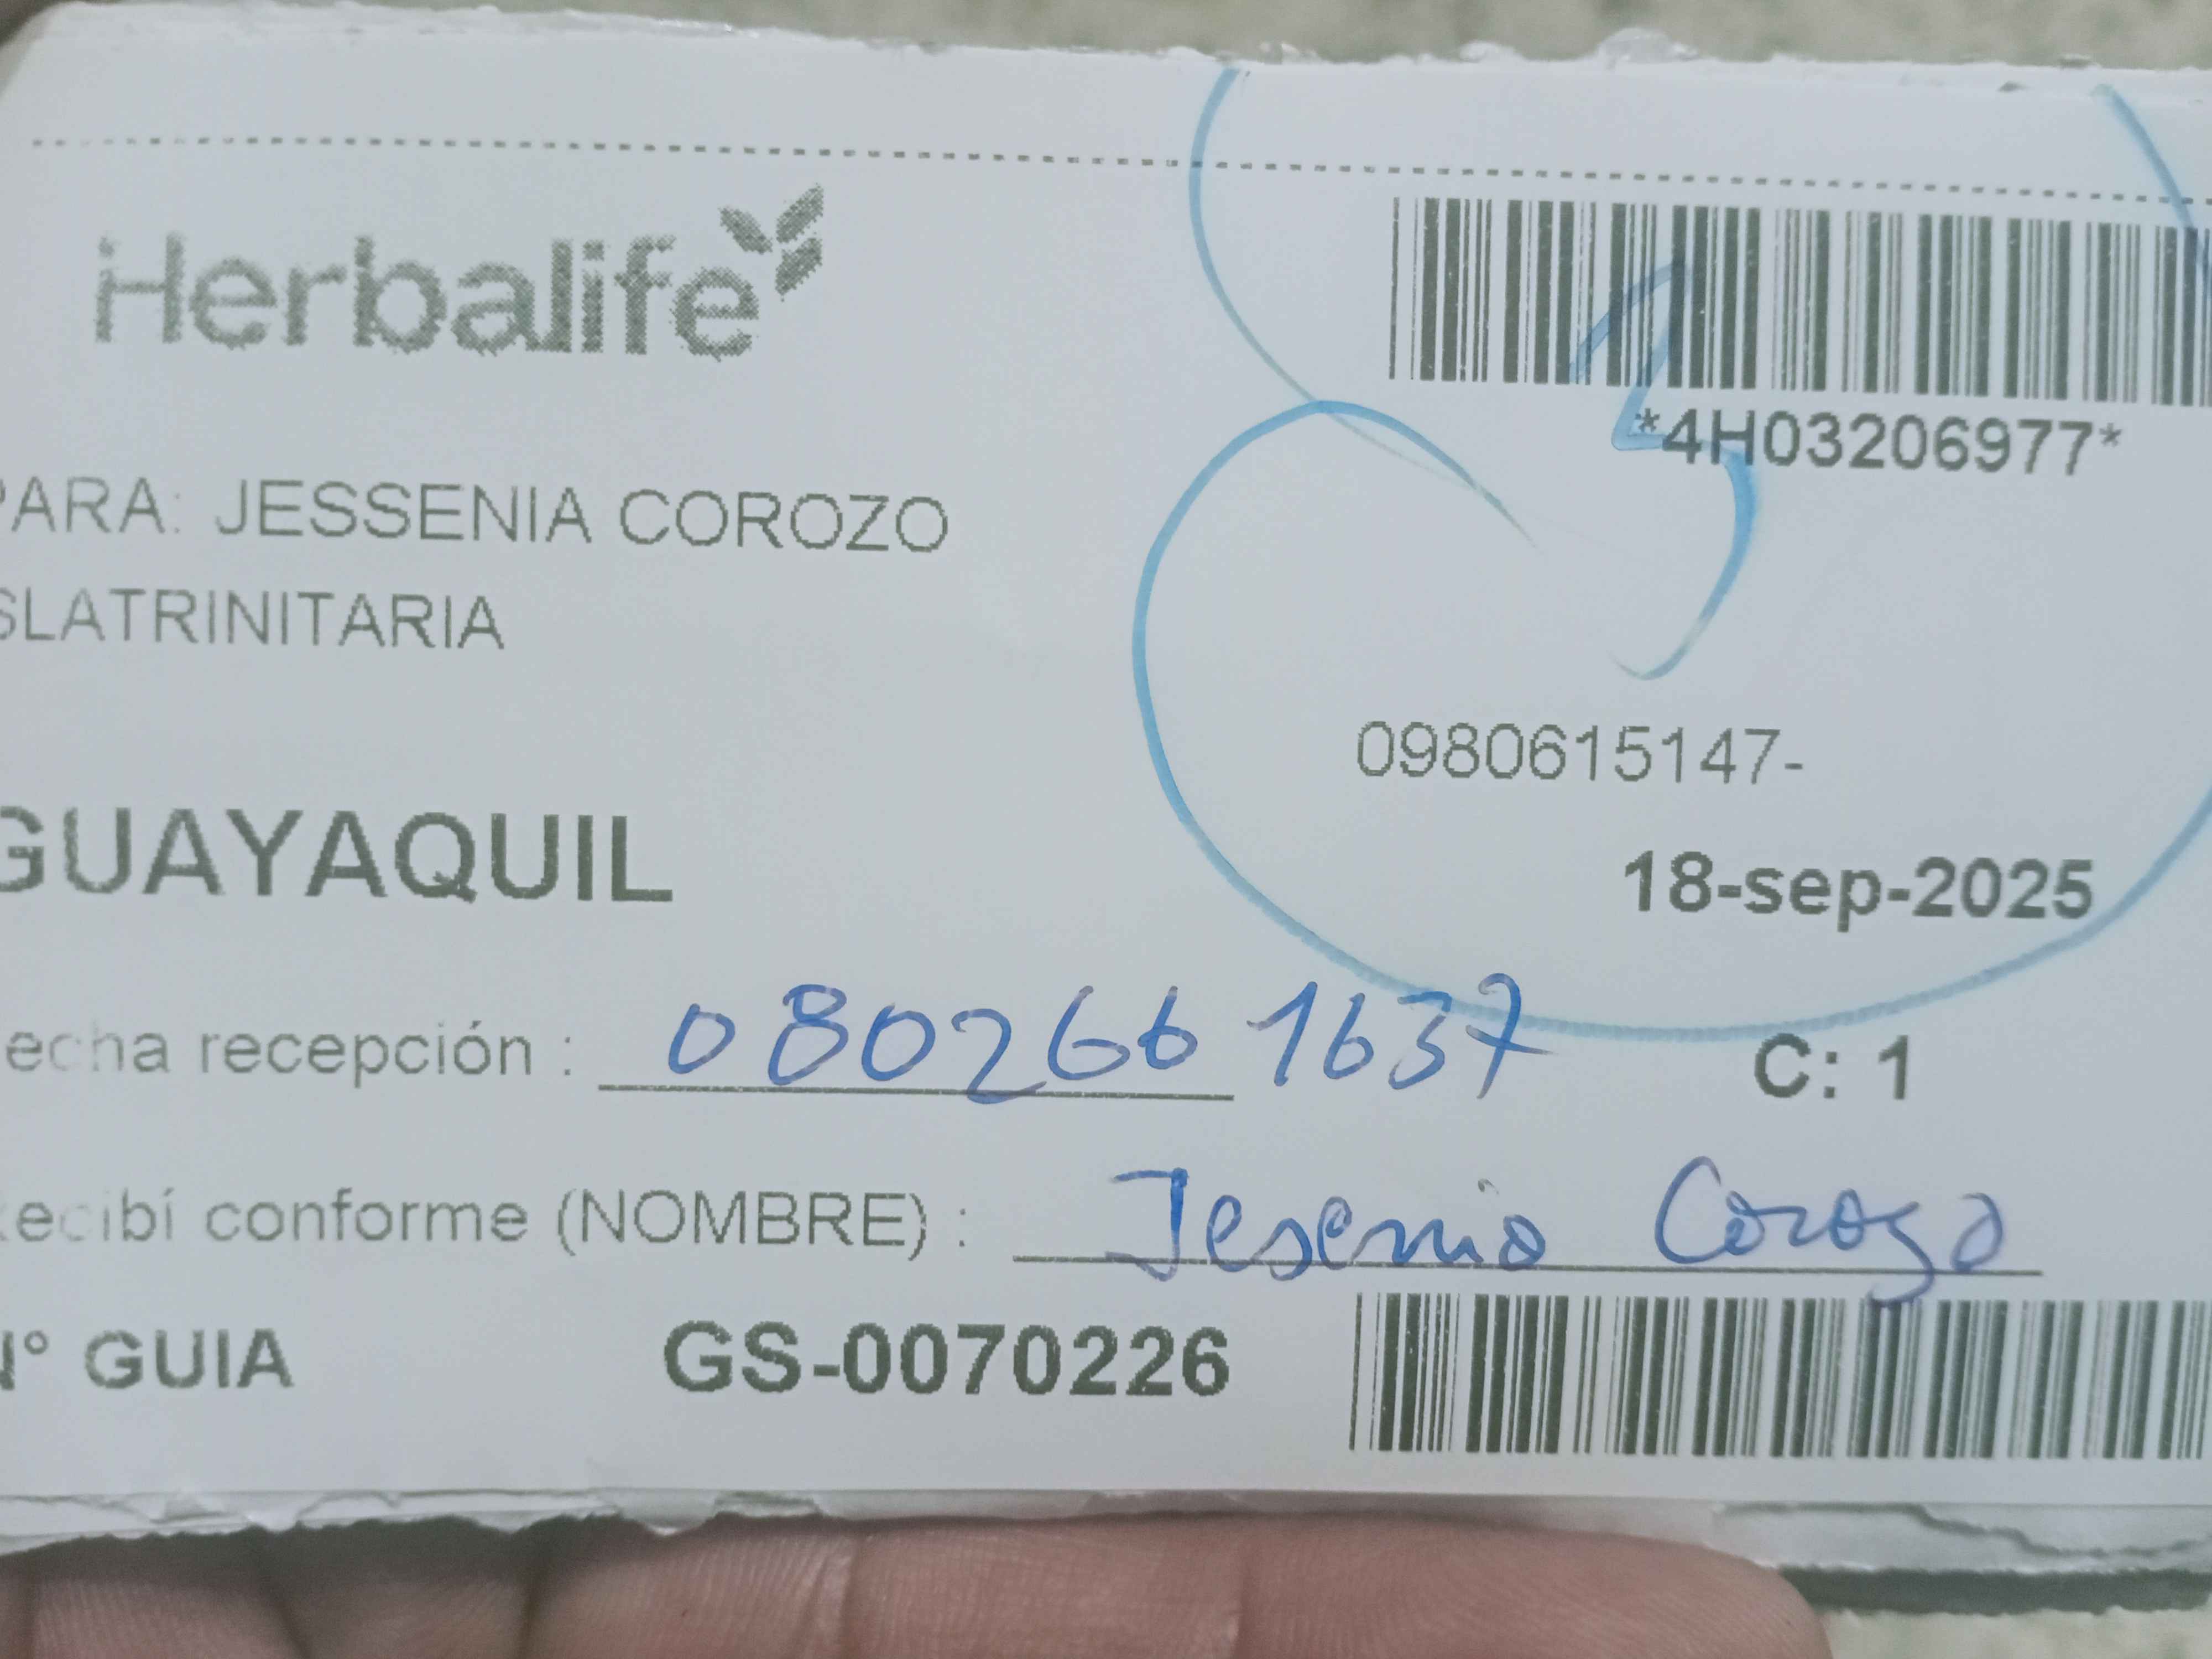 Herbalife
*4H03206977*
PARA: JESSENIA COROZO
SLATRINITARIA
0980615147-
GUAYAQUIL
18-sep-2025
echa recepción : 0802661637 C: 1
ecibí conforme (NOMBRE) : Jesenia Corozo
N° GUIA GS-0070226